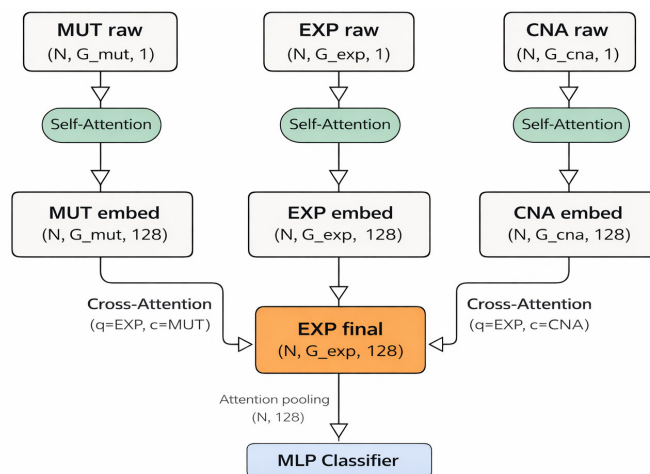 MUT raw
(N, G_mut, 1)
EXP raw
(N, G_exp, 1)
CNA raw
(N, G_cna, 1)
Self-Attention
Self-Attention
Self-Attention
MUT embed
(N, G_mut, 128)
EXP embed
(N, G_exp, 128)
CNA embed
(N, G_cna, 128)
Cross-Attention
(q=EXP, c=MUT)
EXP final
(N, G_exp, 128)
Cross-Attention
(q=EXP, c=CNA)
Attention pooling
(N, 128)
MLP Classifier